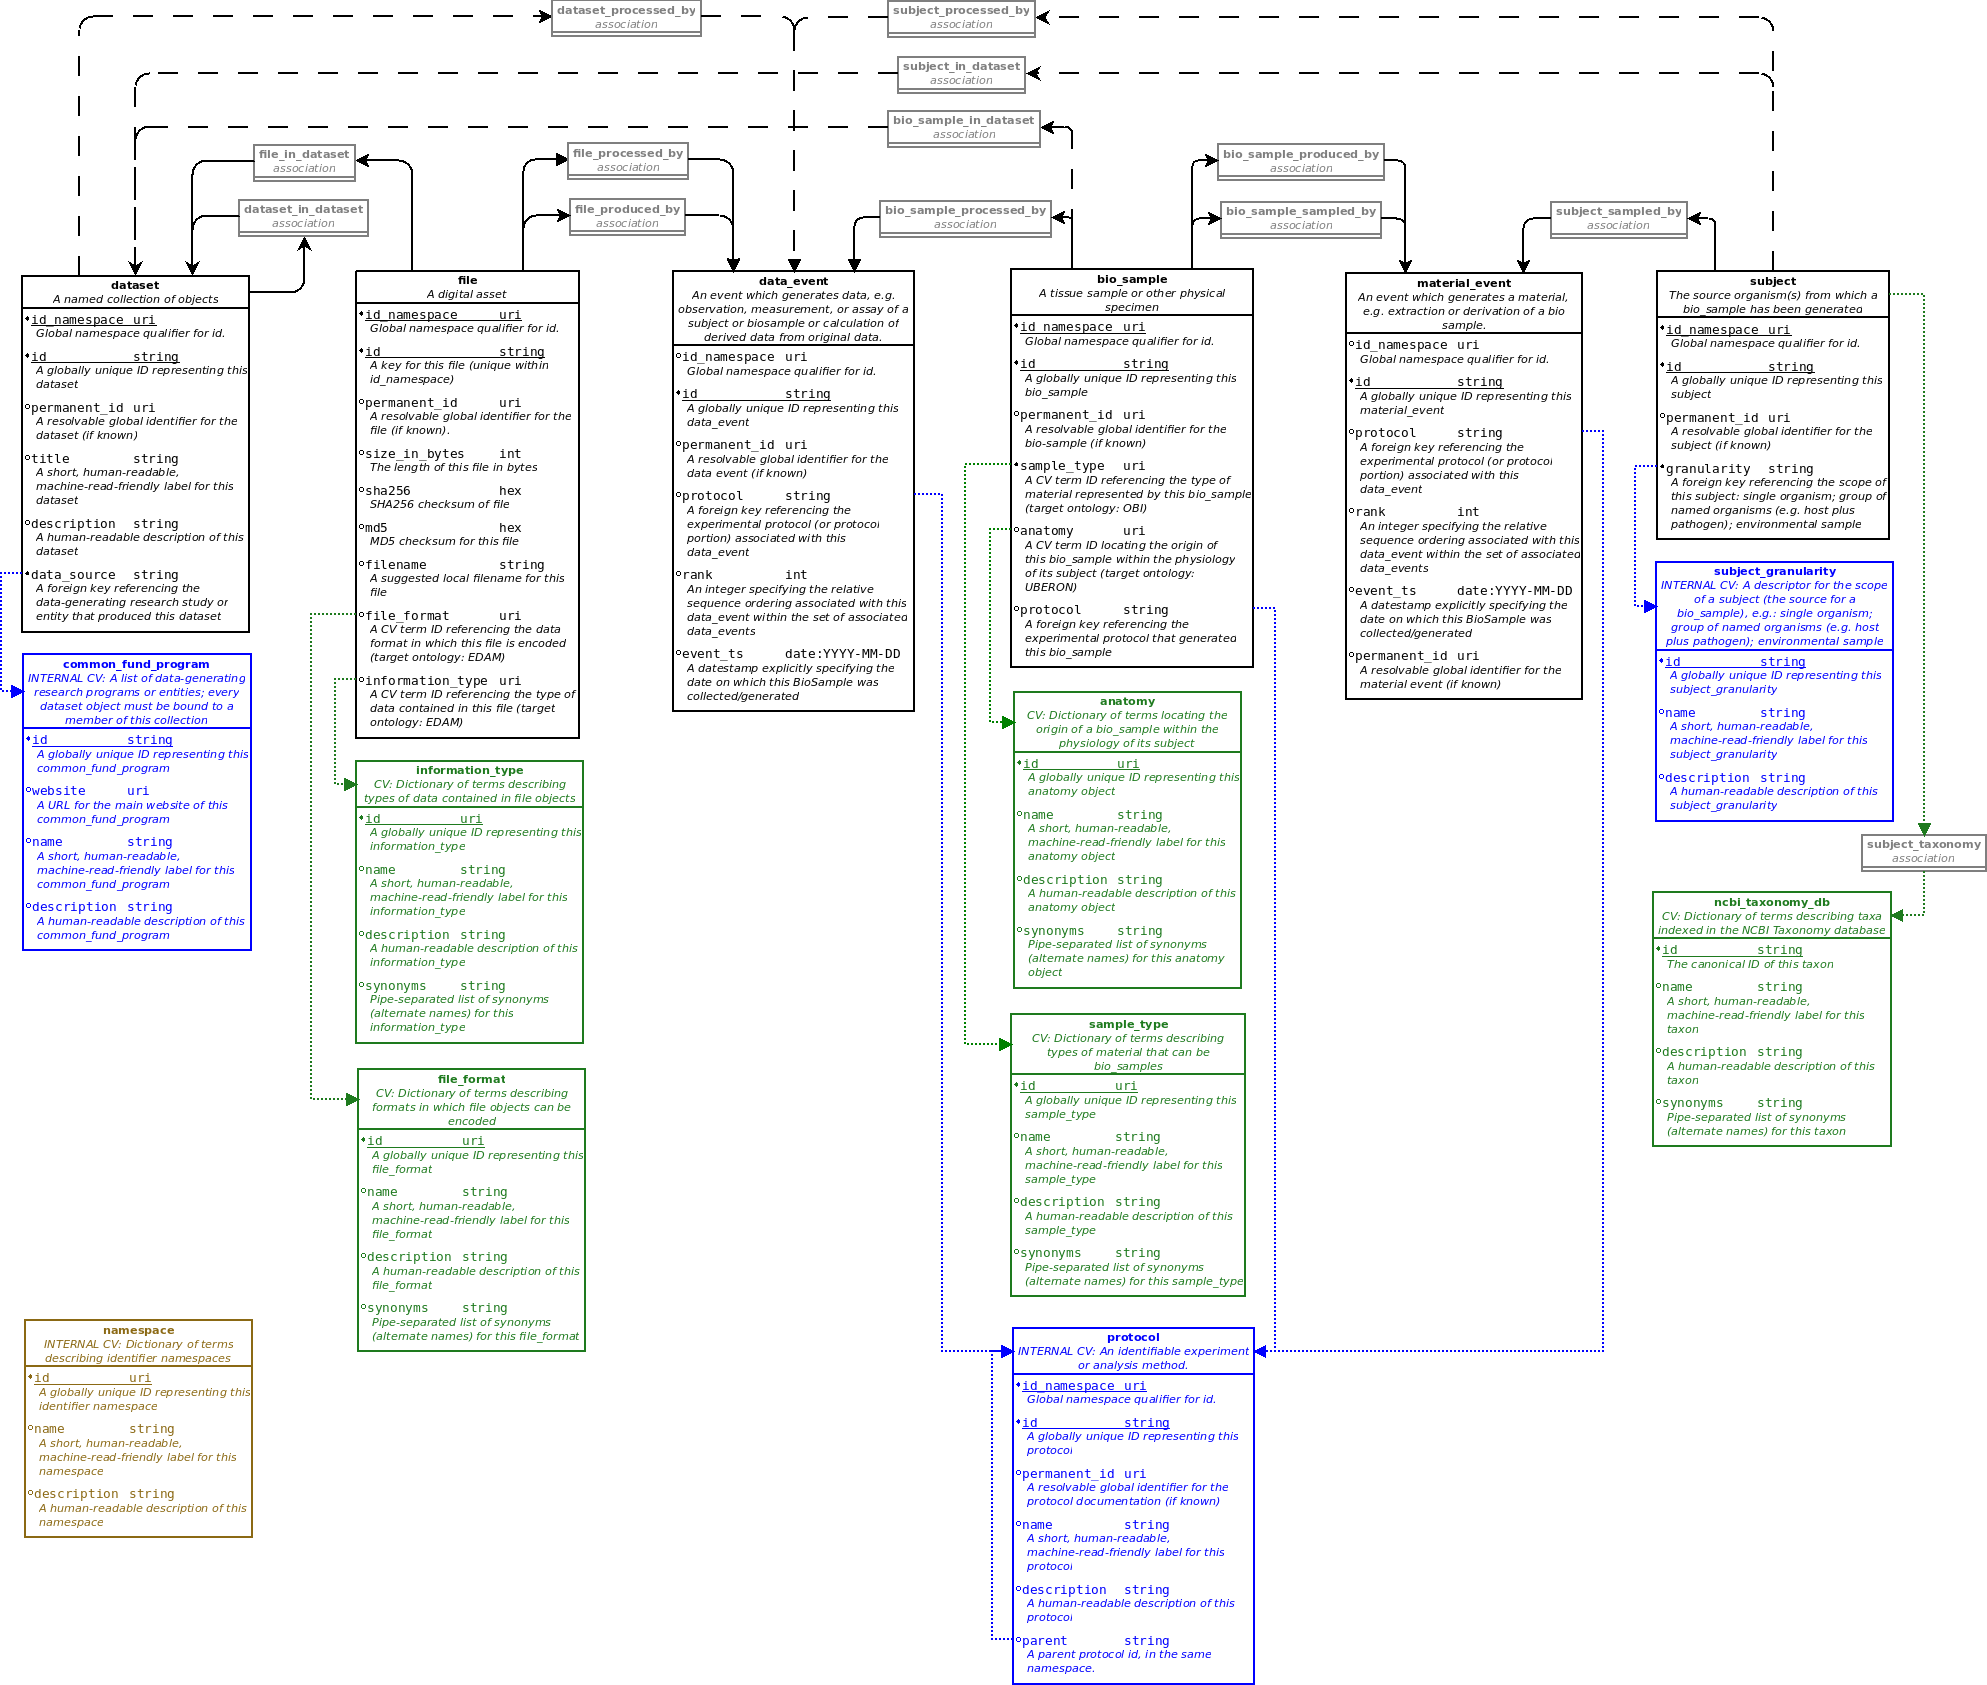 dataset_processed_by
association
subject_processed_by
association
subject_in_dataset
association
bio_sample_in_dataset
association
file_in_dataset
association
dataset_in_dataset
association
file_processed_by
association
file_produced_by
association
bio_sample_processed_by
association
bio_sample_produced_by
association
bio_sample_sampled_by
association
subject_sampled_by
association
dataset
A named collection of objects
id_namespace uri
Global namespace qualifier for id.
id string
A globally unique ID representing this
dataset
permanent_id uri
A resolvable global identifier for the
dataset (if known)
title string
A short, human-readable,
machine-read-friendly label for this
dataset
description string
A human-readable description of this
dataset
data_source string
A foreign key referencing the
data-generating research study or
entity that produced this dataset
common_fund_program
INTERNAL CV: A list of data-generating
research programs or entities; every
dataset object must be bound to a
member of this collection
id string
A globally unique ID representing this
common_fund_program
website uri
A URL for the main website of this
common_fund_program
name string
A short, human-readable,
machine-read-friendly label for this
common_fund_program
description string
A human-readable description of this
common_fund_program
namespace
INTERNAL CV: Dictionary of terms
describing identifier namespaces
id uri
A globally unique ID representing this
identifier namespace
name string
A short, human-readable,
machine-read-friendly label for this
namespace
description string
A human-readable description of this
namespace
file
A digital asset
id_namespace uri
Global namespace qualifier for id.
id string
A key for this file (unique within
id_namespace)
permanent_id uri
A resolvable global identifier for the
file (if known).
size_in_bytes int
The length of this file in bytes
sha256 hex
SHA256 checksum of file
md5 hex
MD5 checksum for this file
filename string
A suggested local filename for this
file
file_format uri
A CV term ID referencing the data
format in which this file is encoded
(target ontology: EDAM)
information_type uri
A CV term ID referencing the type of
data contained in this file (target
ontology: EDAM)
information_type
CV: Dictionary of terms describing
types of data contained in file objects
id uri
A globally unique ID representing this
information_type
name string
A short, human-readable,
machine-read-friendly label for this
information_type
description string
A human-readable description of this
information_type
synonyms string
Pipe-separated list of synonyms
(alternate names) for this
information_type
file_format
CV: Dictionary of terms describing
formats in which file objects can be
encoded
id uri
A globally unique ID representing this
file_format
name string
A short, human-readable,
machine-read-friendly label for this
file_format
description string
A human-readable description of this
file_format
synonyms string
Pipe-separated list of synonyms
(alternate names) for this file_format
data_event
An event which generates data, e.g.
observation, measurement, or assay of a
subject or biosample or calculation of
derived data from original data.
id_namespace uri
Global namespace qualifier for id.
id string
A globally unique ID representing this
data_event
permanent_id uri
A resolvable global identifier for the
data event (if known)
protocol string
A foreign key referencing the
experimental protocol (or protocol
portion) associated with this
data_event
rank int
An integer specifying the relative
sequence ordering associated with this
data_event within the set of associated
data_events
event_ts date:YYYY-MM-DD
A datestamp explicitly specifying the
date on which this BioSample was
collected/generated
bio_sample
A tissue sample or other physical
specimen
id_namespace uri
Global namespace qualifier for id.
id string
A globally unique ID representing this
bio_sample
permanent_id uri
A resolvable global identifier for the
bio-sample (if known)
sample_type uri
A CV term ID referencing the type of
material represented by this bio_sample
(target ontology: OBI)
anatomy uri
A CV term ID locating the origin of
this bio_sample within the physiology
of its subject (target ontology:
UBERON)
protocol string
A foreign key referencing the
experimental protocol that generated
this bio_sample
anatomy
CV: Dictionary of terms locating the
origin of a bio_sample within the
physiology of its subject
id uri
A globally unique ID representing this
anatomy object
name string
A short, human-readable,
machine-read-friendly label for this
anatomy object
description string
A human-readable description of this
anatomy object
synonyms string
Pipe-separated list of synonyms
(alternate names) for this anatomy
object
sample_type
CV: Dictionary of terms describing
types of material that can be
bio_samples
id uri
A globally unique ID representing this
sample_type
name string
A short, human-readable,
machine-read-friendly label for this
sample_type
description string
A human-readable description of this
sample_type
synonyms string
Pipe-separated list of synonyms
(alternate names) for this sample_type
protocol
INTERNAL CV: An identifiable experiment
or analysis method.
id_namespace uri
Global namespace qualifier for id.
id string
A globally unique ID representing this
protocol
permanent_id uri
A resolvable global identifier for the
protocol documentation (if known)
name string
A short, human-readable,
machine-read-friendly label for this
protocol
description string
A human-readable description of this
protocol
parent string
A parent protocol id, in the same
namespace.
material_event
An event which generates a material,
e.g. extraction or derivation of a bio
sample.
id_namespace uri
Global namespace qualifier for id.
id string
A globally unique ID representing this
material_event
protocol string
A foreign key referencing the
experimental protocol (or protocol
portion) associated with this
data_event
rank int
An integer specifying the relative
sequence ordering associated with this
data_event within the set of associated
data_events
event_ts date:YYYY-MM-DD
A datestamp explicitly specifying the
date on which this BioSample was
collected/generated
permanent_id uri
A resolvable global identifier for the
material event (if known)
subject
The source organism(s) from which a
bio_sample has been generated
id_namespace uri
Global namespace qualifier for id.
id string
A globally unique ID representing this
subject
permanent_id uri
A resolvable global identifier for the
subject (if known)
granularity string
A foreign key referencing the scope of
this subject: single organism; group of
named organisms (e.g. host plus
pathogen); environmental sample
subject_granularity
INTERNAL CV: A descriptor for the scope
of a subject (the source for a
bio_sample), e.g.: single organism;
group of named organisms (e.g. host
plus pathogen); environmental sample
id string
A globally unique ID representing this
subject_granularity
name string
A short, human-readable,
machine-read-friendly label for this
subject_granularity
description string
A human-readable description of this
subject_granularity
subject_taxonomy
association
ncbi_taxonomy_db
CV: Dictionary of terms describing taxa
indexed in the NCBI Taxonomy database
id string
The canonical ID of this taxon
name string
A short, human-readable,
machine-read-friendly label for this
taxon
description string
A human-readable description of this
taxon
synonyms string
Pipe-separated list of synonyms
(alternate names) for this taxon